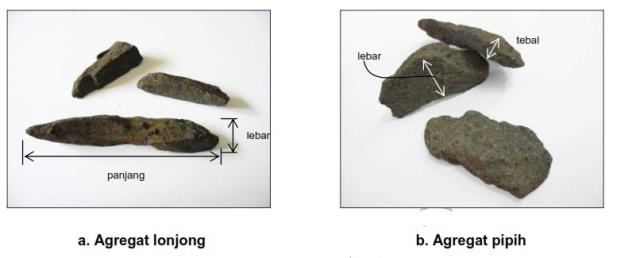 lebar
panjang
a. Agregat lonjong
tebal
lebar
b. Agregat pipih